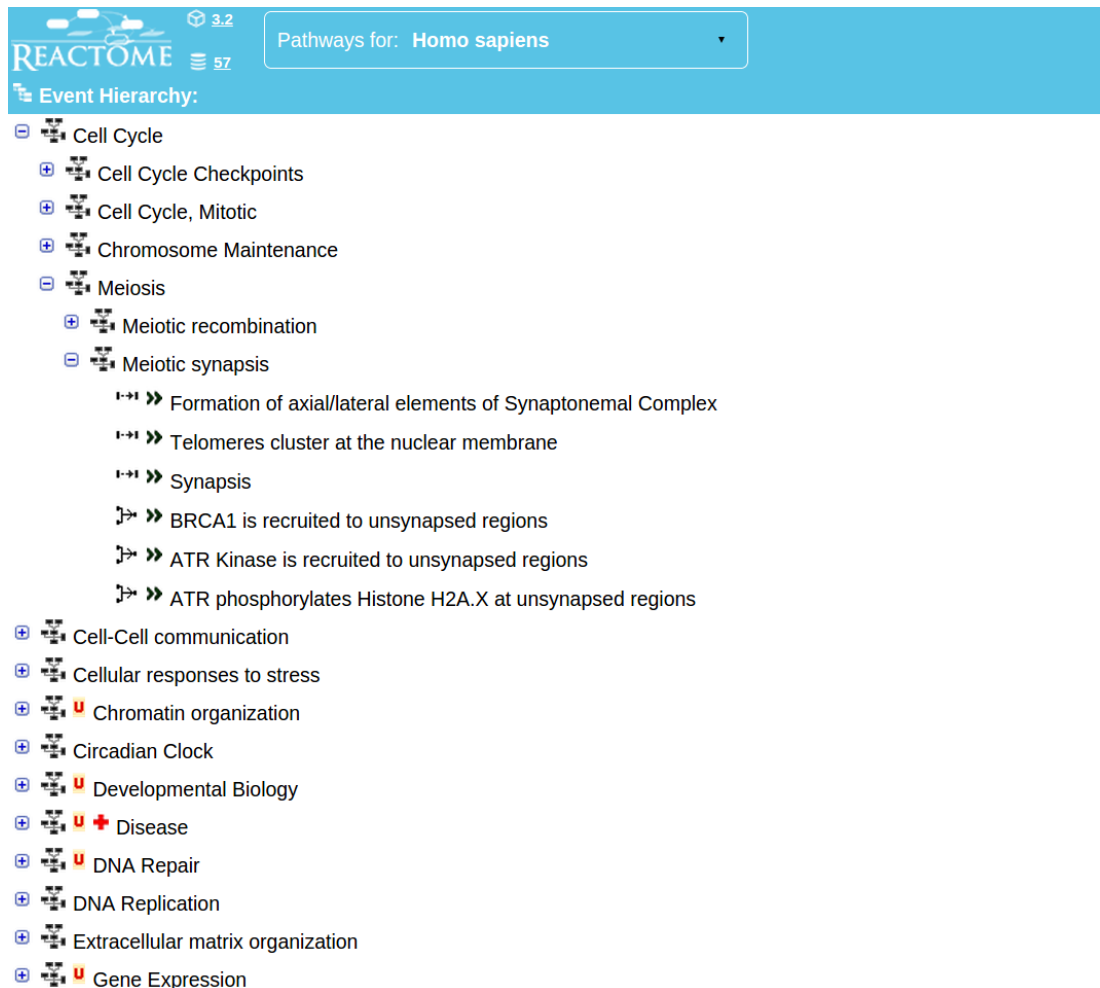 REACTOME
3.2
57
Pathways for: Homo sapiens
Event Hierarchy:
Cell Cycle
Cell Cycle Checkpoints
Cell Cycle, Mitotic
Chromosome Maintenance
Meiosis
Meiotic recombination
Meiotic synapsis
Formation of axial/lateral elements of Synaptonemal Complex
Telomeres cluster at the nuclear membrane
Synapsis
BRCA1 is recruited to unsynapsed regions
ATR Kinase is recruited to unsynapsed regions
ATR phosphorylates Histone H2A.X at unsynapsed regions
Cell-Cell communication
Cellular responses to stress
U Chromatin organization
Circadian Clock
U Developmental Biology
U Disease
U DNA Repair
DNA Replication
Extracellular matrix organization
U Gene Expression